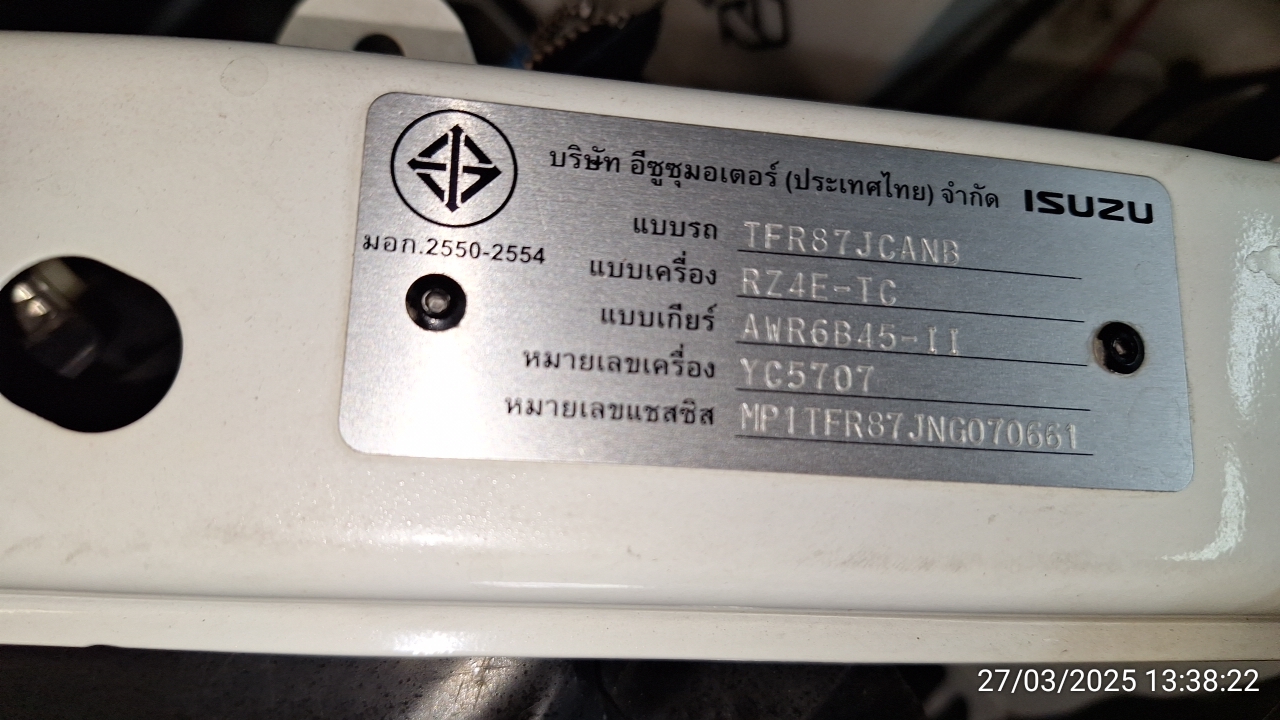 บริษัท อีซูซุมอเตอร์ (ประเทศไทย) จำกัด ISUZU
มอก.2550-2554
แบบรถ TFR87JCANB
แบบเครื่อง RZ4E-TC
แบบเกียร์ AWR6B45-II
หมายเลขเครื่อง YC5707
หมายเลขแชสซิส MP1TFR87JNG070661
27/03/2025 13:38:22